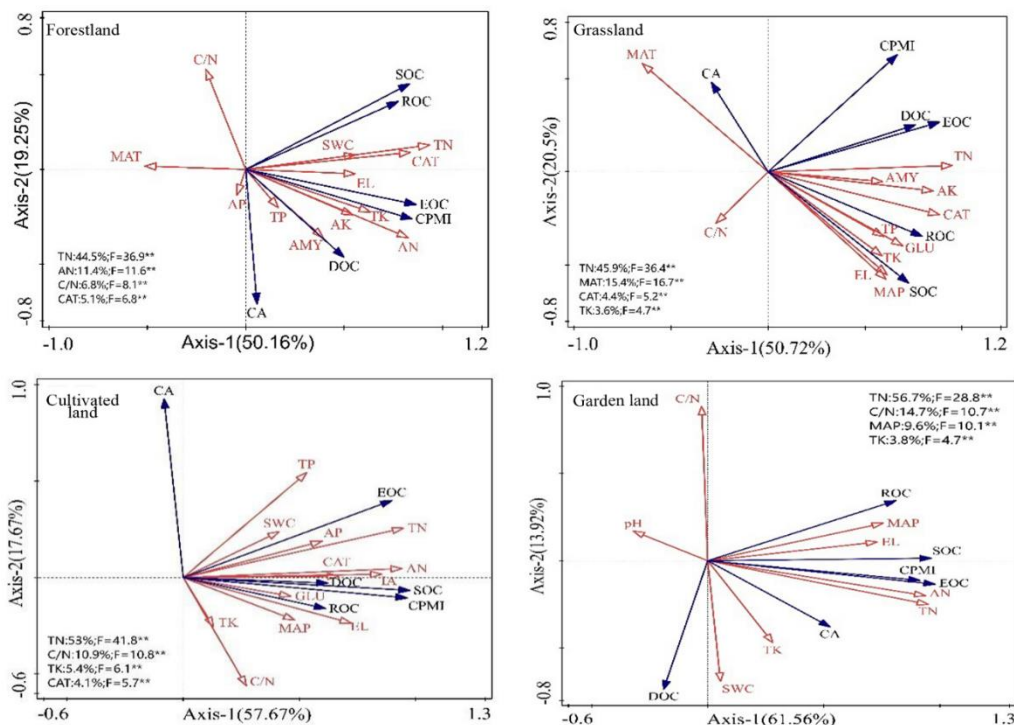 0.8
Forestland
C/N
SOC
ROC
SWC
TN
CAT
MAT
EL
AP
TP
EOC
TK
AK
CPMI
AMY
AN
DOC
CA
TN:44.5%;F=36.9**
AN:11.4%;F=11.6**
C/N:6.8%;F=8.1**
CAT:5.1%;F=6.8**
Axis-2(19.25%)
-0.8
-1.0
Axis-1(50.16%)
1.2
0.8
Grassland
MAT
CA
CPMI
DOC
EOC
TN
AMY
AK
CAT
C/N
TP
ROC
GLU
TK
EL
MAP
SOC
TN:45.9%;F=36.4**
MAT:15.4%;F=16.7**
CAT:4.4%;F=5.2**
TK:3.6%;F=4.7**
Axis-2(20.5%)
-0.8
-1.0
Axis-1(50.72%)
1.2
1.0
Cultivated
land
CA
TP
EOC
SWC
AP
TN
CAT
AN
DOC
IA
SOC
GLU
CPMI
ROC
TK
MAP
EL
C/N
TN:53%;F=41.8**
C/N:10.9%;F=10.8**
TK:5.4%;F=6.1**
CAT:4.1%;F=5.7**
Axis-2(17.67%)
-0.6
-0.6
Axis-1(57.67%)
1.3
1.0
Garden land
C/N
TN:56.7%;F=28.8**
C/N:14.7%;F=10.7**
MAP:9.6%;F=10.1**
TK:3.8%;F=4.7**
ROC
pH
MAP
EL
SOC
CPMI
EOC
AN
TN
CA
TK
SWC
DOC
Axis-2(13.92%)
-0.8
-0.6
Axis-1(61.56%)
1.3